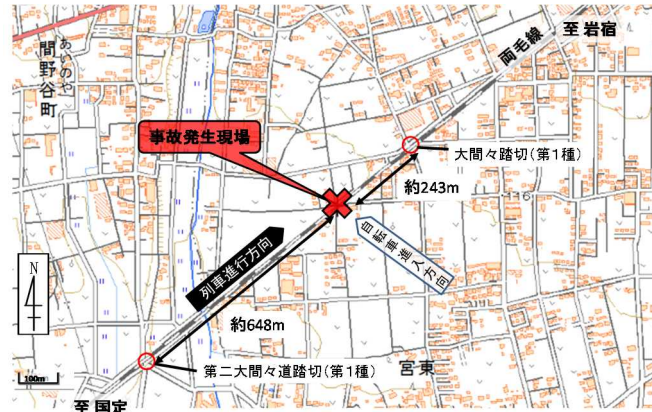 至 岩宿
両毛線
あいのや
間野谷町
事故発生現場
大間々踏切(第1種)
約243m
116
自転車進入方向
列車進行方向
N
約648m
第二大間々道踏切(第1種)
宮東
100m
至 国定